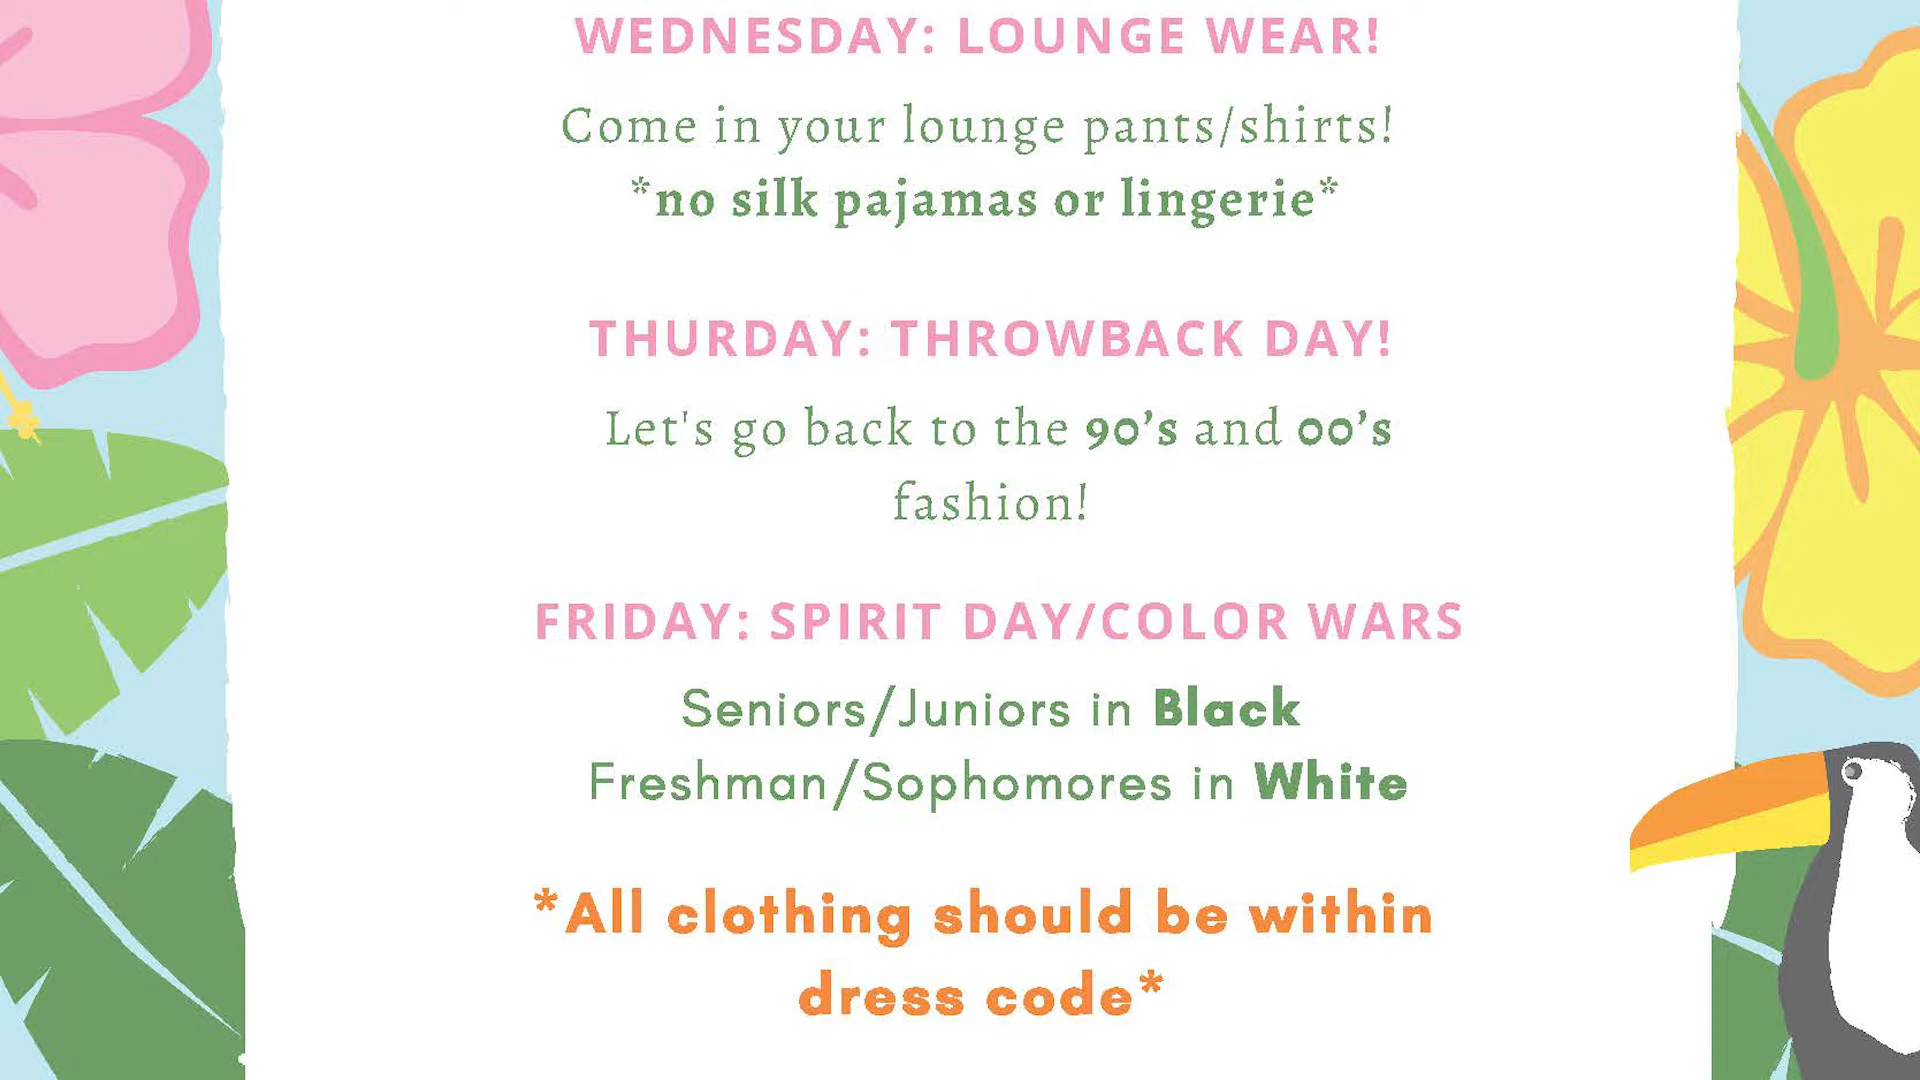 WEDNESDAY: LOUNGE WEAR!
Come in your lounge pants/shirts!
*no silk pajamas or lingerie*
THURDAY: THROWBACK DAY!
Let's go back to the 90’s and 00’s
fashion!
FRIDAY: SPIRIT DAY/COLOR WARS
Seniors/Juniors in Black
Freshman/Sophomores in White
*All clothing should be within
dress code*